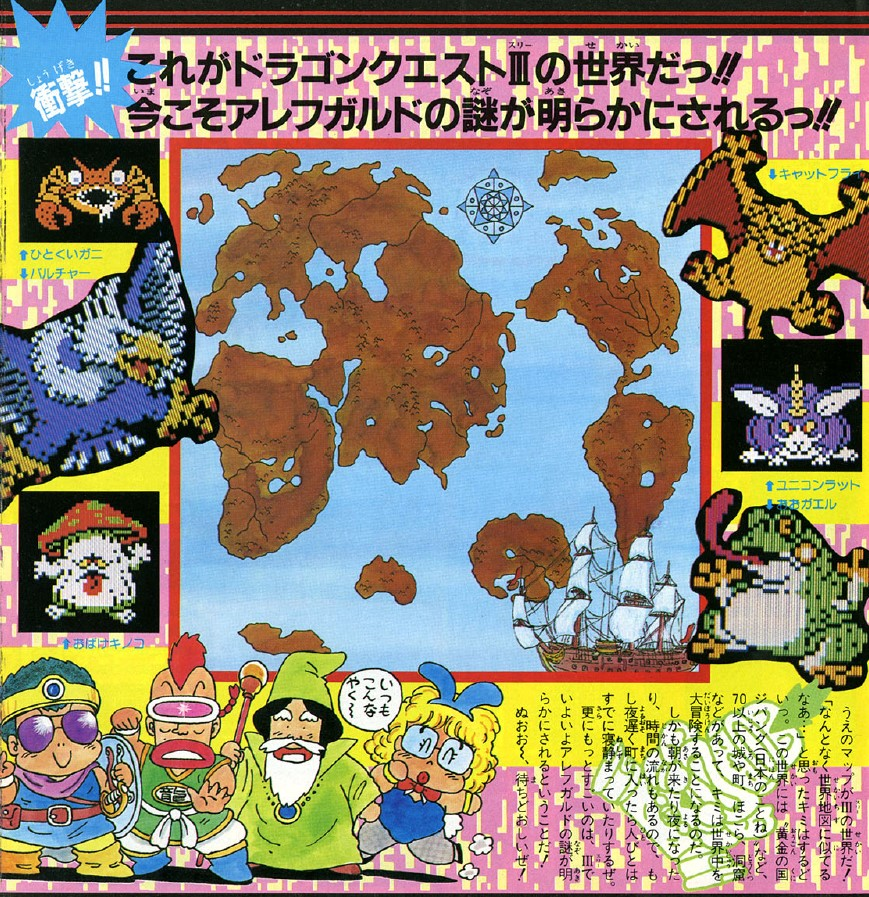 衝撃!!
これがドラゴンクエストⅢの世界だっ!!
今こそアレフガルドの謎が明らかにされるっ!!
⬇キャットフライ
⬆ひとくいガニ
⬇バルチャー
⬆ユニコンラット
⬇おおガエル
⬆おばけキノコ
いつも
こんな
やく〜
うえのマップがⅢの世界だ!
「なんとなく世界地図に似てる
なあ…」と思ったキミはするど
いっ。この世界には〝黄金の国
ジパング(日本のことね)〟など、
70以上の城や町、ほこら、洞窟
などがあって、キミは世界中を
大冒険することになるのだ。
しかも朝が来たり夜になった
り、時間の流れもあるので、も
し夜遅く町に入ったら人びとは
すでに寝静まっていたりするぜ。
更にもっとすごいのは、Ⅲで
いよいよアレフガルドの謎が明
らかにされるということだ!
ぬおお〜、待ちどおしいぜ!